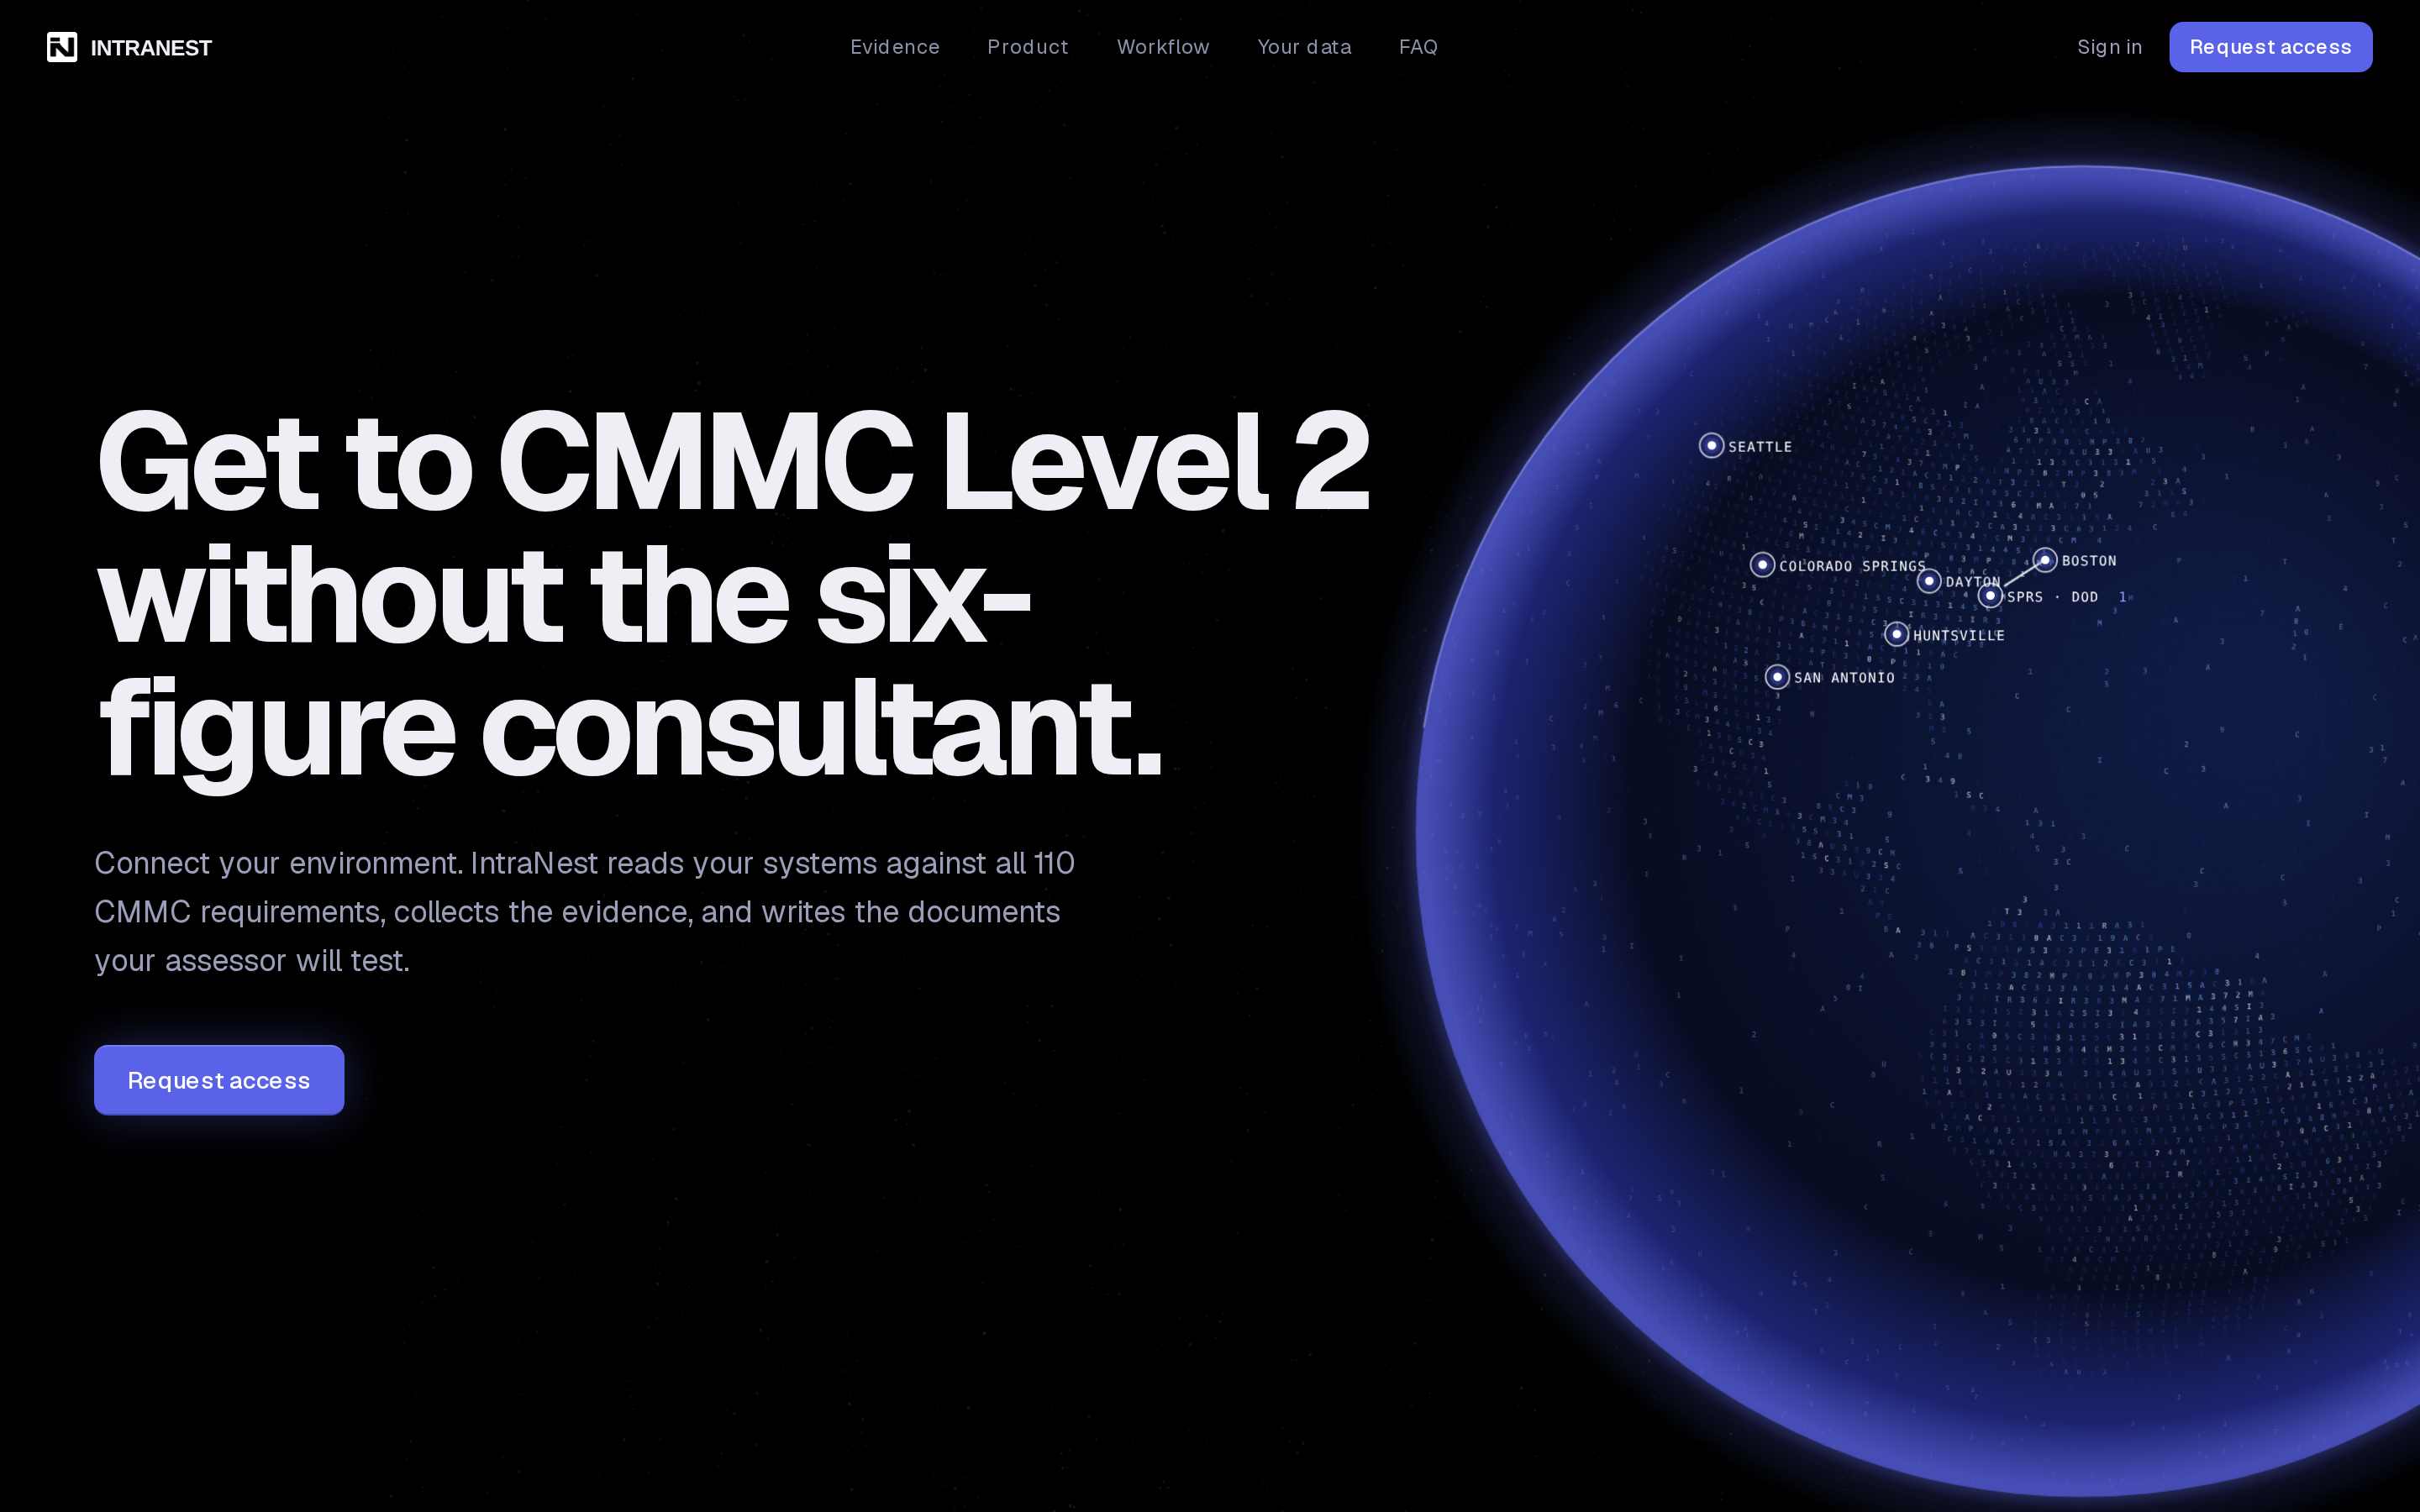 INTRANEST
Evidence
Product
Workflow
Your data
FAQ
Sign in
Request access
Get to CMMC Level 2
without the six-
figure consultant.
Connect your environment. IntraNest reads your systems against all 110
CMMC requirements, collects the evidence, and writes the documents
your assessor will test.
Request access
SEATTLE
COLORADO SPRINGS
DAYTON
BOSTON
SPRS · DOD 1
HUNTSVILLE
SAN ANTONIO